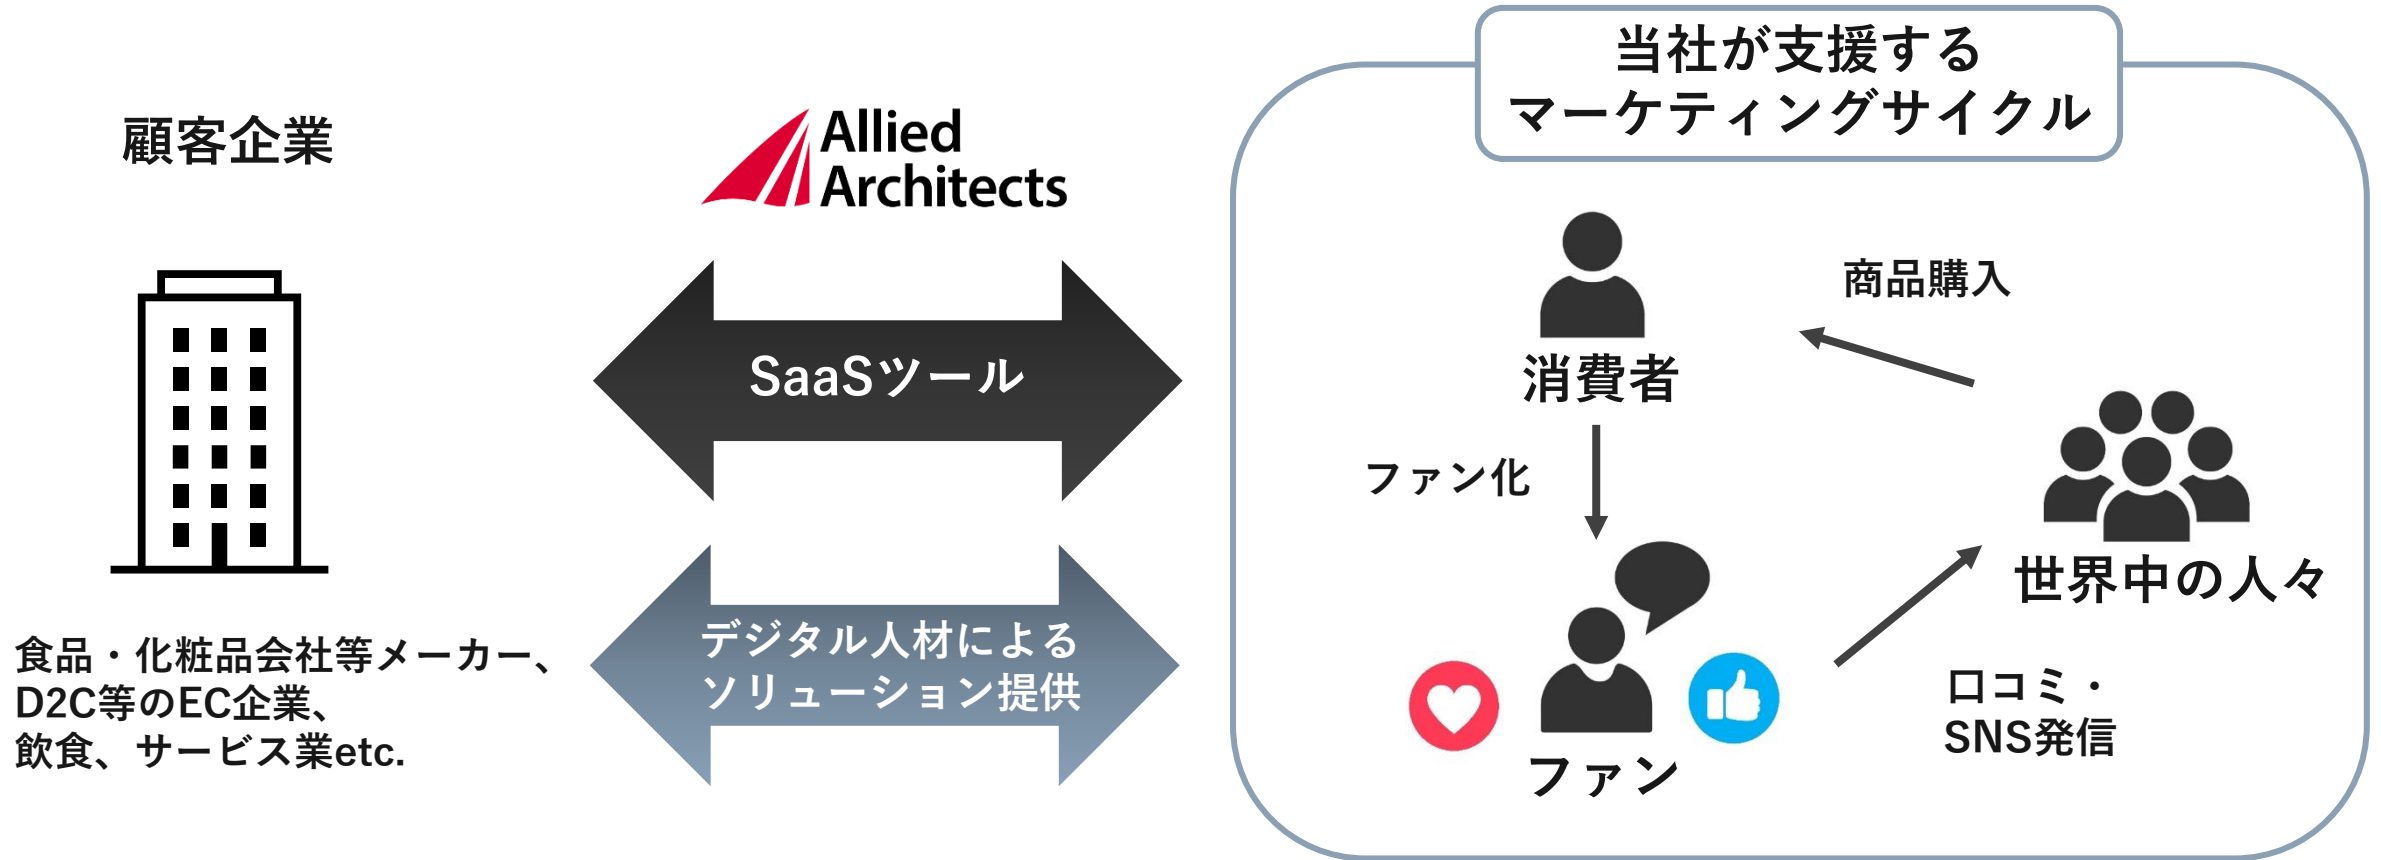 顧客企業
食品・化粧品会社等メーカー、
D2C等のEC企業、
飲食、サービス業etc.
Allied
Architects
SaaSツール
デジタル人材による
ソリューション提供
当社が支援する
マーケティングサイクル
消費者
商品購入
ファン化
世界中の人々
口コミ・
SNS発信
ファン